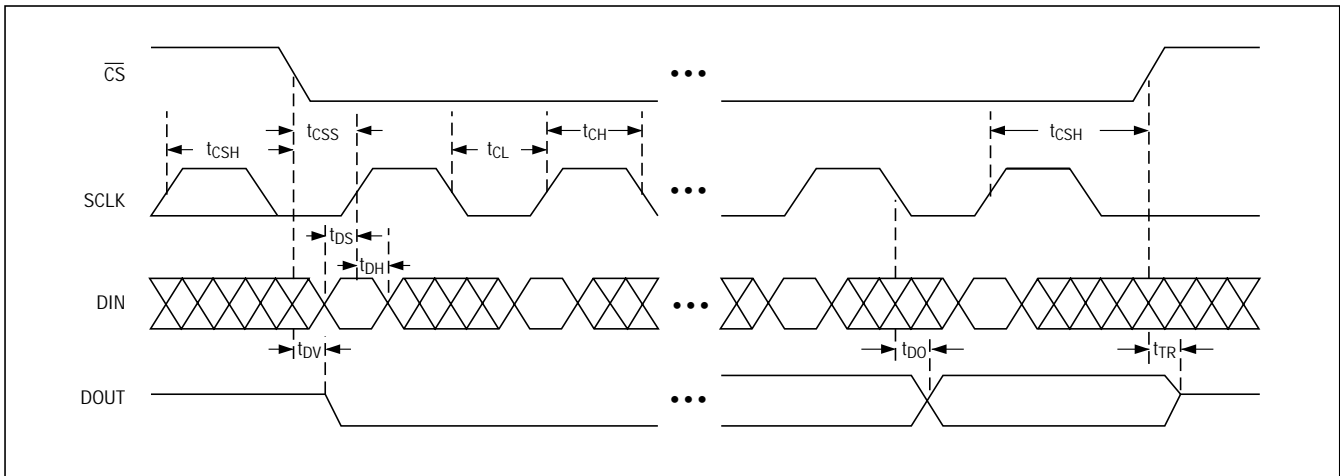 CS
•••
tCSS
tCH
tCSH
tCSH
tCL
SCLK
•••
tDS
tDH
DIN
•••
tDV
tDO
tTR
DOUT
•••